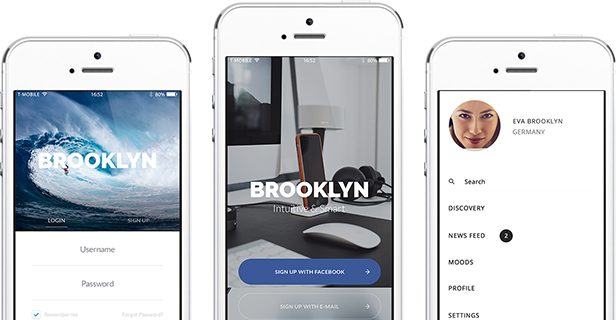 T-MOBILE 16:52 80%
BROOKLYN
LOGIN SIGN UP
Username
Password
Remember me Forgot Password?
T-MOBILE 16:52 80%
BROOKLYN
Intuitive & Smart
SIGN UP WITH FACEBOOK
SIGN UP WITH E-MAIL
EVA BROOKLYN
GERMANY
Search
DISCOVERY
NEWS FEED 2
MOODS
PROFILE
SETTINGS